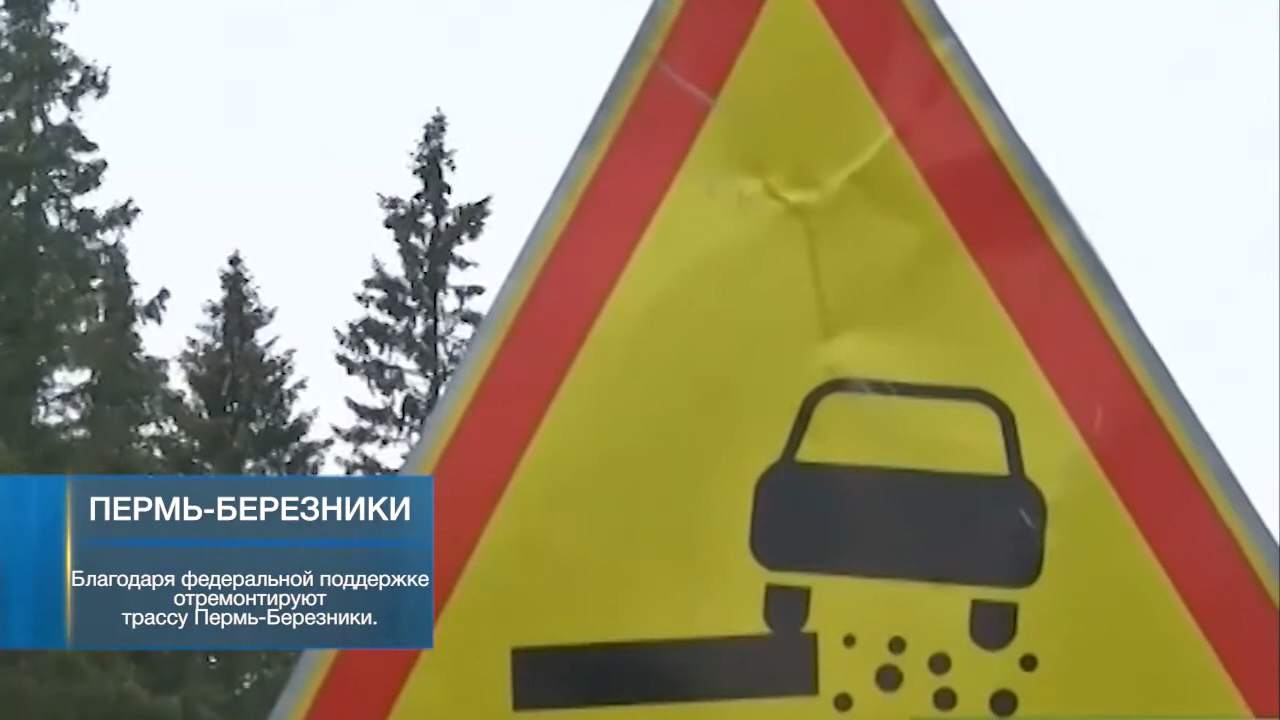 ПЕРМЬ-БЕРЕЗНИКИ
Благодаря федеральной поддержке
отремонтируют
трассу Пермь-Березники.